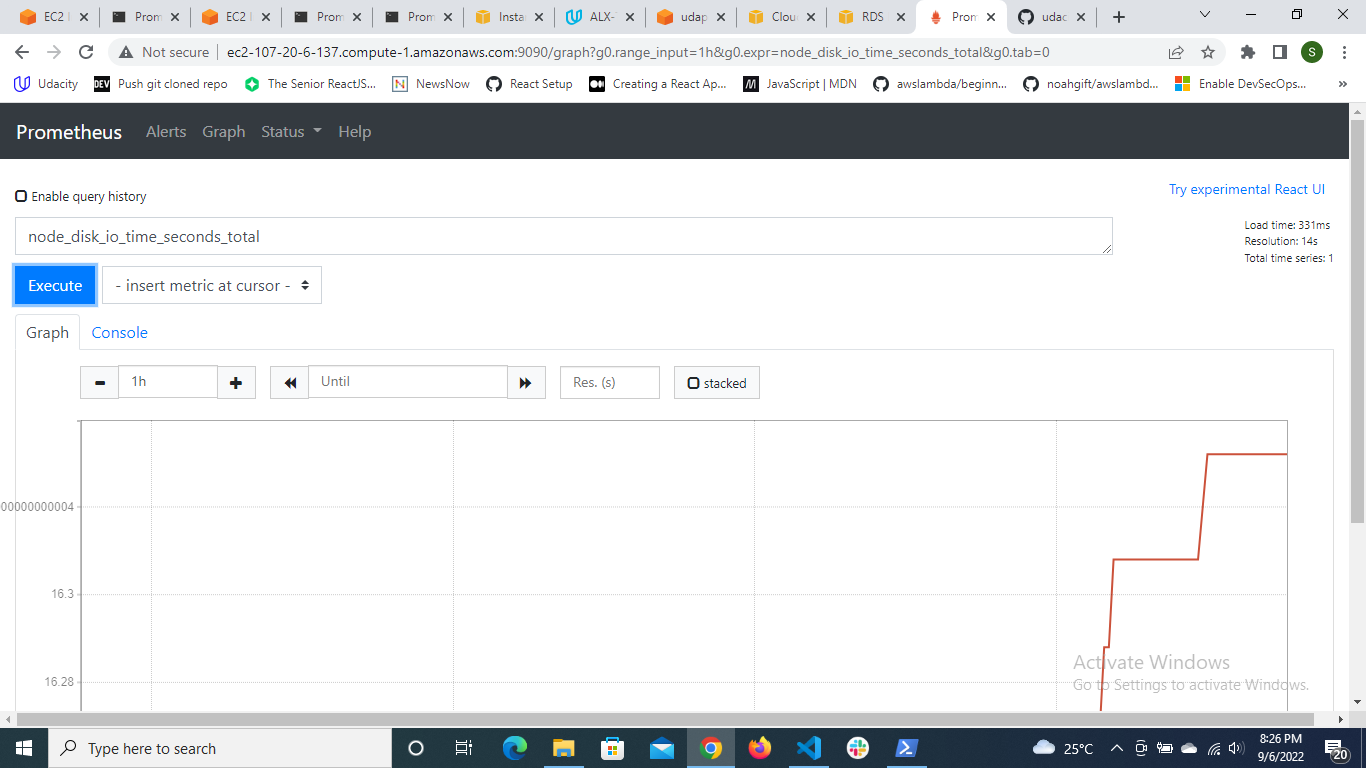 EC2 I
Prom
EC2 I
Prom
Prom
Insta
ALX-
udap
Clou
RDS
Prom
udac
Not secure
ec2-107-20-6-137.compute-1.amazonaws.com:9090/graph?g0.range_input=1h&g0.expr=node_disk_io_time_seconds_total&g0.tab=0
S
Udacity
DEV
Push git cloned repo
The Senior ReactJS...
NewsNow
React Setup
Creating a React Ap...
JavaScript | MDN
awslambda/beginn...
noahgift/awslambd...
Enable DevSecOps...
»
Prometheus
Alerts
Graph
Status
Help
Enable query history
Try experimental React UI
node_disk_io_time_seconds_total
Load time: 331ms
Resolution: 14s
Total time series: 1
Execute
- insert metric at cursor -
Graph
Console
1h
Until
Res. (s)
stacked
00000000004
16.3
16.28
Activate Windows
Go to Settings to activate Windows.
Type here to search
25°C
8:26 PM
9/6/2022
20